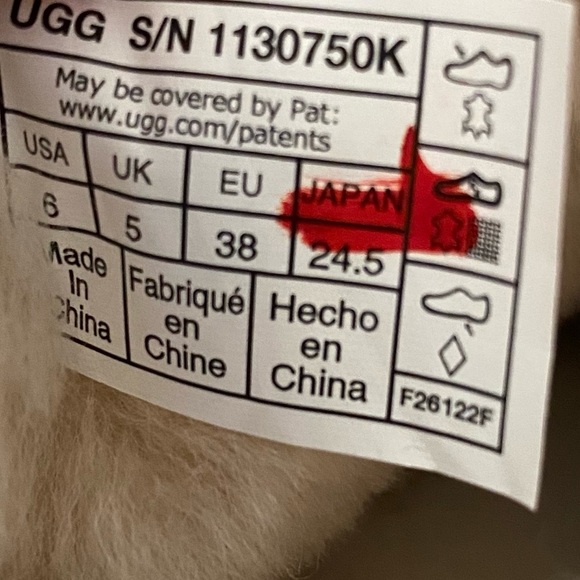 UGG S/N 1130750K
May be covered by Pat:
www.ugg.com/patents
USA UK EU JAPAN
6 5 38 24.5
Made In China
Fabriqué en Chine
Hecho en China
F26122F